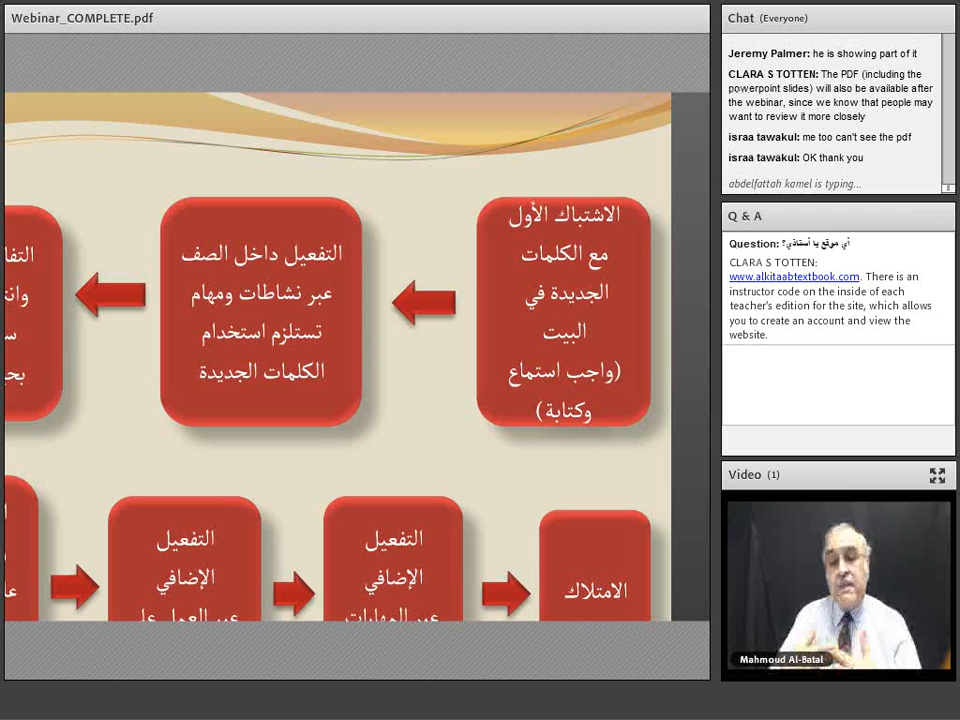 Webinar_COMPLETE.pdf
الاشتباك الأول
مع الكلمات
الجديدة في
البيت
(واجب استماع
وكتابة)
التفعيل داخل الصف
عبر نشاطات ومهام
تستلزم استخدام
الكلمات الجديدة
التفعيل
الإضافي
التفعيل
الإضافي
عبر المهارات
الامتلاك
Chat (Everyone)
Jeremy Palmer: he is showing part of it
CLARA S TOTTEN: The PDF (including the
powerpoint slides) will also be available after
the webinar, since we know that people may
want to review it more closely
israa tawakul: me too can't see the pdf
israa tawakul: OK thank you
abdelfattah kamel is typing...
Q & A
Question: أي موقع يا أستاذي؟
CLARA S TOTTEN:
www.alkitaabtextbook.com. There is an
instructor code on the inside of each
teacher's edition for the site, which allows
you to create an account and view the
website.
Video (1)
Mahmoud Al-Batal